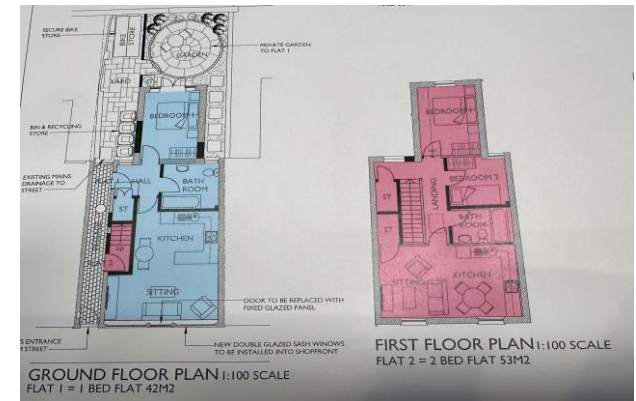 SECURE BIKE
STORE
BIKE
STORE
PRIVATE GARDEN
TO FLAT 1
GARDEN
YARD
ST
BEDROOM 1
BIN & RECYCLING
STORE
EXISTING MAINS
DRAINAGE TO
STREET
HALL
BATH
ROOM
ST
KITCHEN
SITTING
DOOR TO BE REPLACED WITH
FIXED GLAZED PANEL
S ENTRANCE
M STREET
NEW DOUBLE GLAZED SASH WINOWS
TO BE INSTALLED INTO SHOPFRONT
GROUND FLOOR PLAN 1:100 SCALE
FLAT 1 = 1 BED FLAT 42M2
BEDROOM 1
BEDROOM 2
ST
LANDING
BATH
ROOM
ST
KITCHEN
SITTING
FIRST FLOOR PLAN 1:100 SCALE
FLAT 2 = 2 BED FLAT 53M2